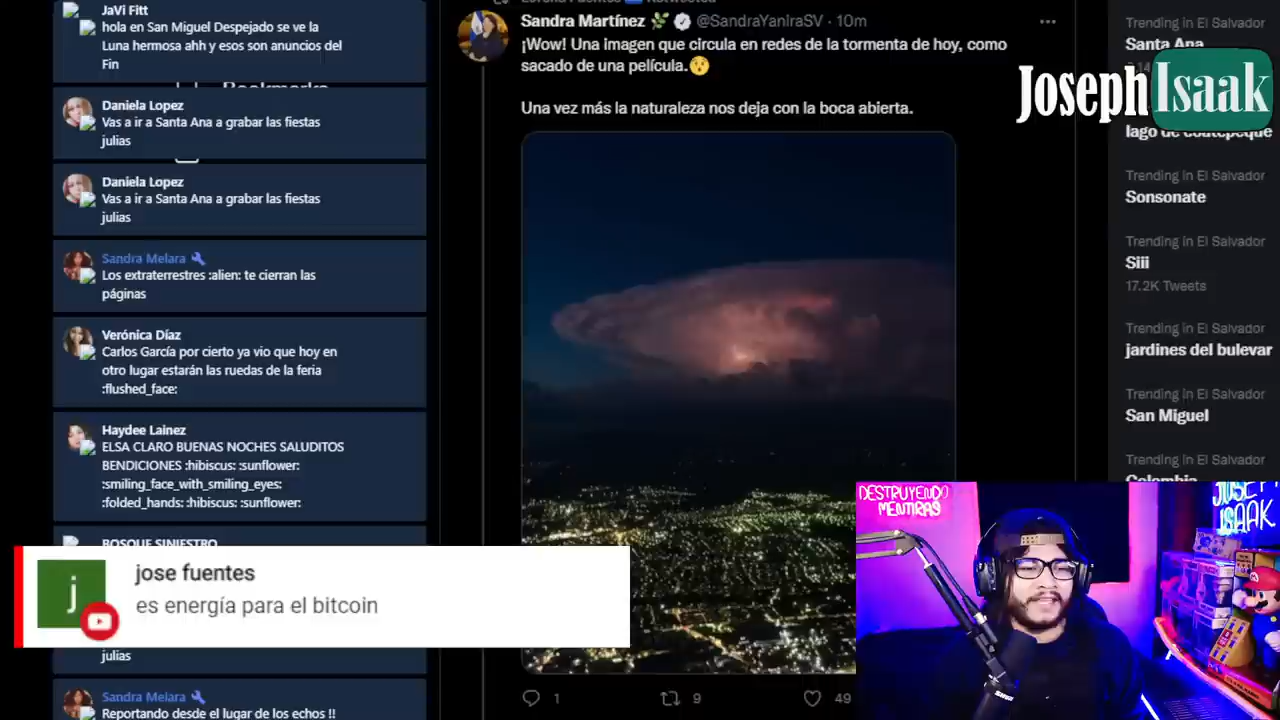 JaVi Fitt
hola en San Miguel Despejado se ve la
Luna hermosa ahh y esos son anuncios del
Fin
Bookmarks
Daniela Lopez
Vas a ir a Santa Ana a grabar las fiestas
julias
Daniela Lopez
Vas a ir a Santa Ana a grabar las fiestas
julias
Sandra Melara
Los extraterrestres :alien: te cierran las
páginas
Verónica Díaz
Carlos García por cierto ya vio que hoy en
otro lugar estarán las ruedas de la feria
:flushed_face:
Haydee Lainez
ELSA CLARO BUENAS NOCHES SALUDITOS
BENDICIONES :hibiscus: :sunflower:
:smiling_face_with_smiling_eyes:
:folded_hands: :hibiscus: :sunflower:
BOSQUE SINIESTRO
j
jose fuentes
es energía para el bitcoin
julias
Sandra Melara
Reportando desde el lugar de los echos !!
Lorena Fuentes Retweeted
Sandra Martínez @SandraYanIraSV · 10m
¡Wow! Una imagen que circula en redes de la tormenta de hoy, como
sacado de una película.😯
Una vez más la naturaleza nos deja con la boca abierta.
1 9 49
Trending in El Salvador
Santa Ana
Joseph Isaak
lago de coatepeque
Trending in El Salvador
Sonsonate
Trending in El Salvador
Siii
17.2K Tweets
Trending in El Salvador
jardines del bulevar
Trending in El Salvador
San Miguel
Trending in El Salvador
Colombia
DESTRUYENDO
MENTIRAS
JOSEPH
ISAAK